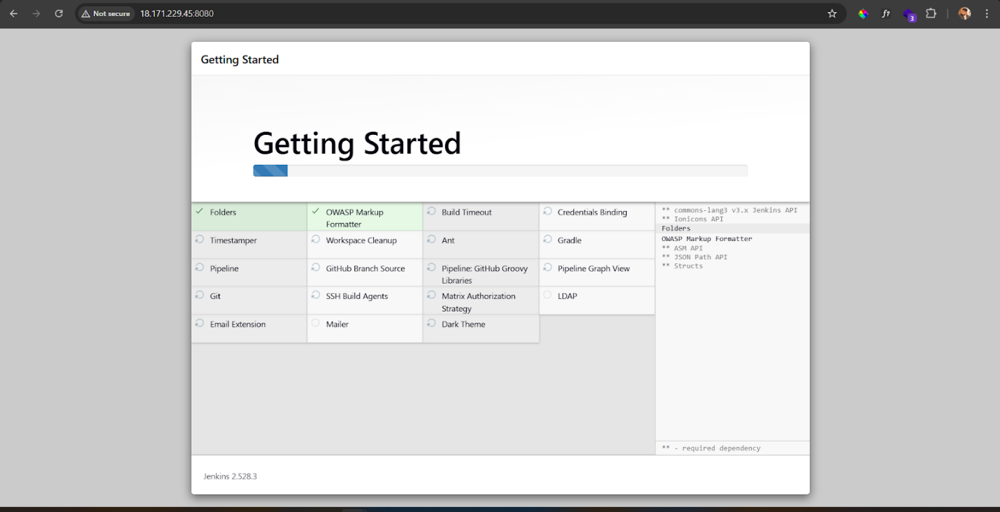 Not secure 18.171.229.45:8080
f?
3
Getting Started
Getting Started
Folders
OWASP Markup
Formatter
Build Timeout
Credentials Binding
Timestamper
Workspace Cleanup
Ant
Gradle
Pipeline
GitHub Branch Source
Pipeline: GitHub Groovy
Libraries
Pipeline Graph View
Git
SSH Build Agents
Matrix Authorization
Strategy
LDAP
Email Extension
Mailer
Dark Theme
** commons-lang3 v3.x Jenkins API
** Ionicons API
Folders
OWASP Markup Formatter
** ASM API
** JSON Path API
** Structs
** - required dependency
Jenkins 2.528.3